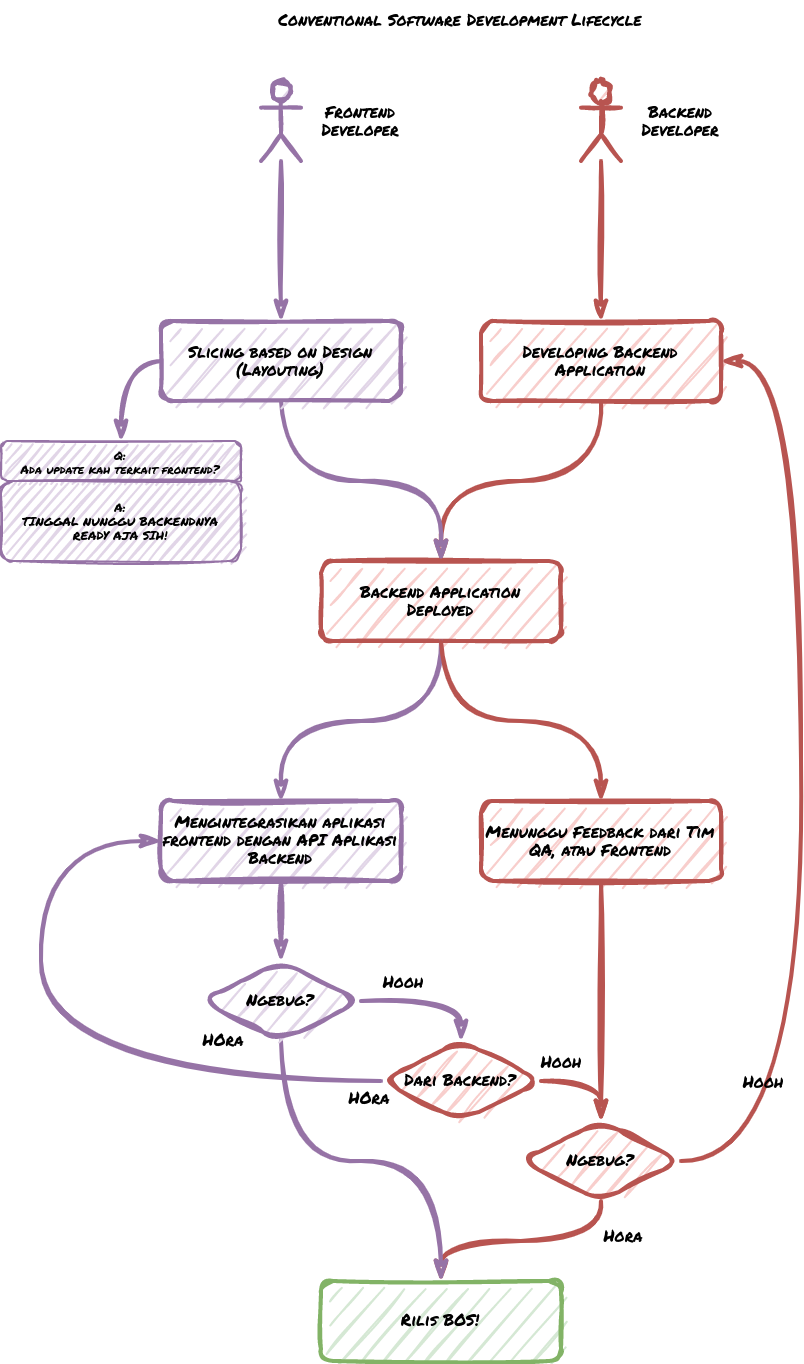 Conventional Software Development Lifecycle
Frontend
Developer
Backend
Developer
Slicing based on Design
(Layouting)
Developing Backend
Application
Q:
Ada update kah terkait frontend?
A:
TINGGAL NUNGGU BACKENDNYA
READY AJA SIH!
Backend Application
Deployed
Mengintegrasikan aplikasi
frontend dengan API Aplikasi
Backend
Menunggu Feedback dari Tim
QA, atau Frontend
Ngebug?
Hooh
HOra
Dari Backend?
Hooh
HOra
Hooh
Ngebug?
Hora
Rilis BOS!